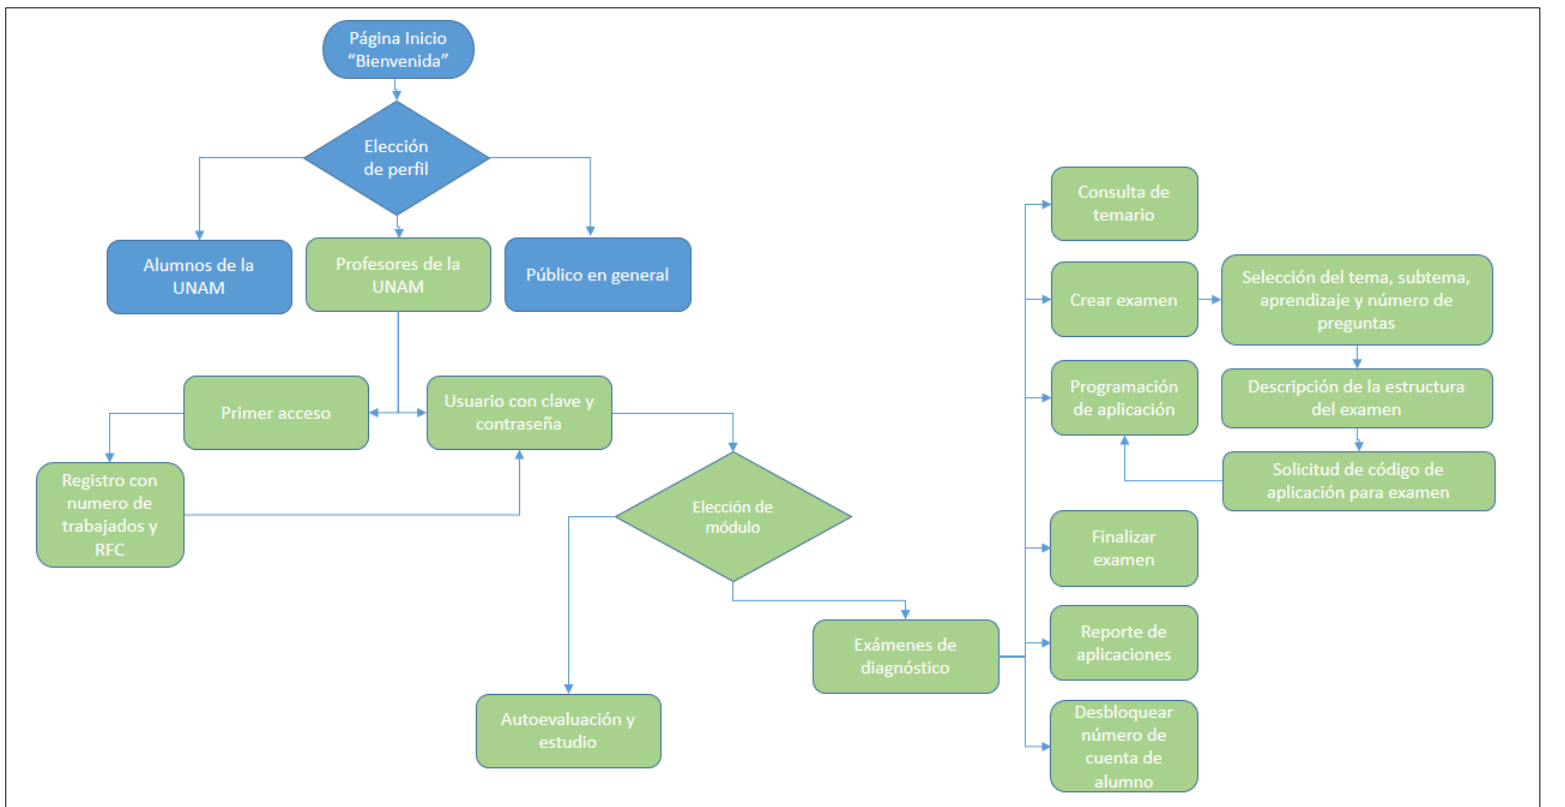 Página Inicio
“Bienvenida”
Elección
de perfil
Alumnos de la
UNAM
Profesores de la
UNAM
Público en general
Primer acceso
Usuario con clave y
contraseña
Registro con
numero de
trabajados y
RFC
Elección de
módulo
Autoevaluación y
estudio
Exámenes de
diagnóstico
Consulta de
temario
Crear examen
Selección del tema, subtema,
aprendizaje y número de
preguntas
Programación
de aplicación
Descripción de la estructura
del examen
Solicitud de código de
aplicación para examen
Finalizar
examen
Reporte de
aplicaciones
Desbloquear
número de
cuenta de
alumno